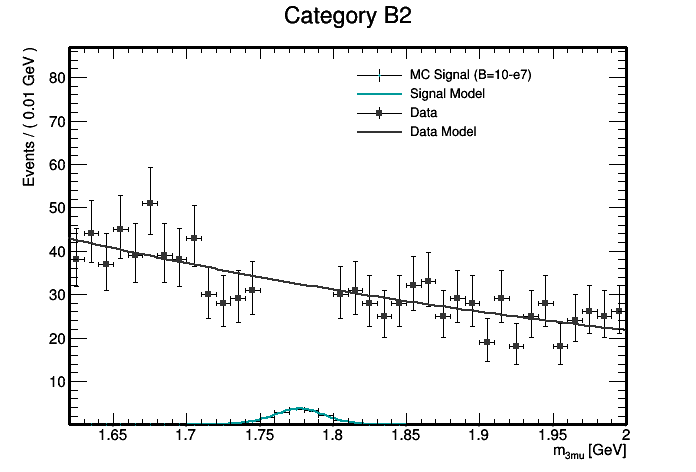 Category B2
Events / ( 0.01 GeV )
80
70
60
50
40
30
20
10
MC Signal (B=10-e7)
Signal Model
Data
Data Model
1.65 1.7 1.75 1.8 1.85 1.9 1.95 2
m3mu [GeV]